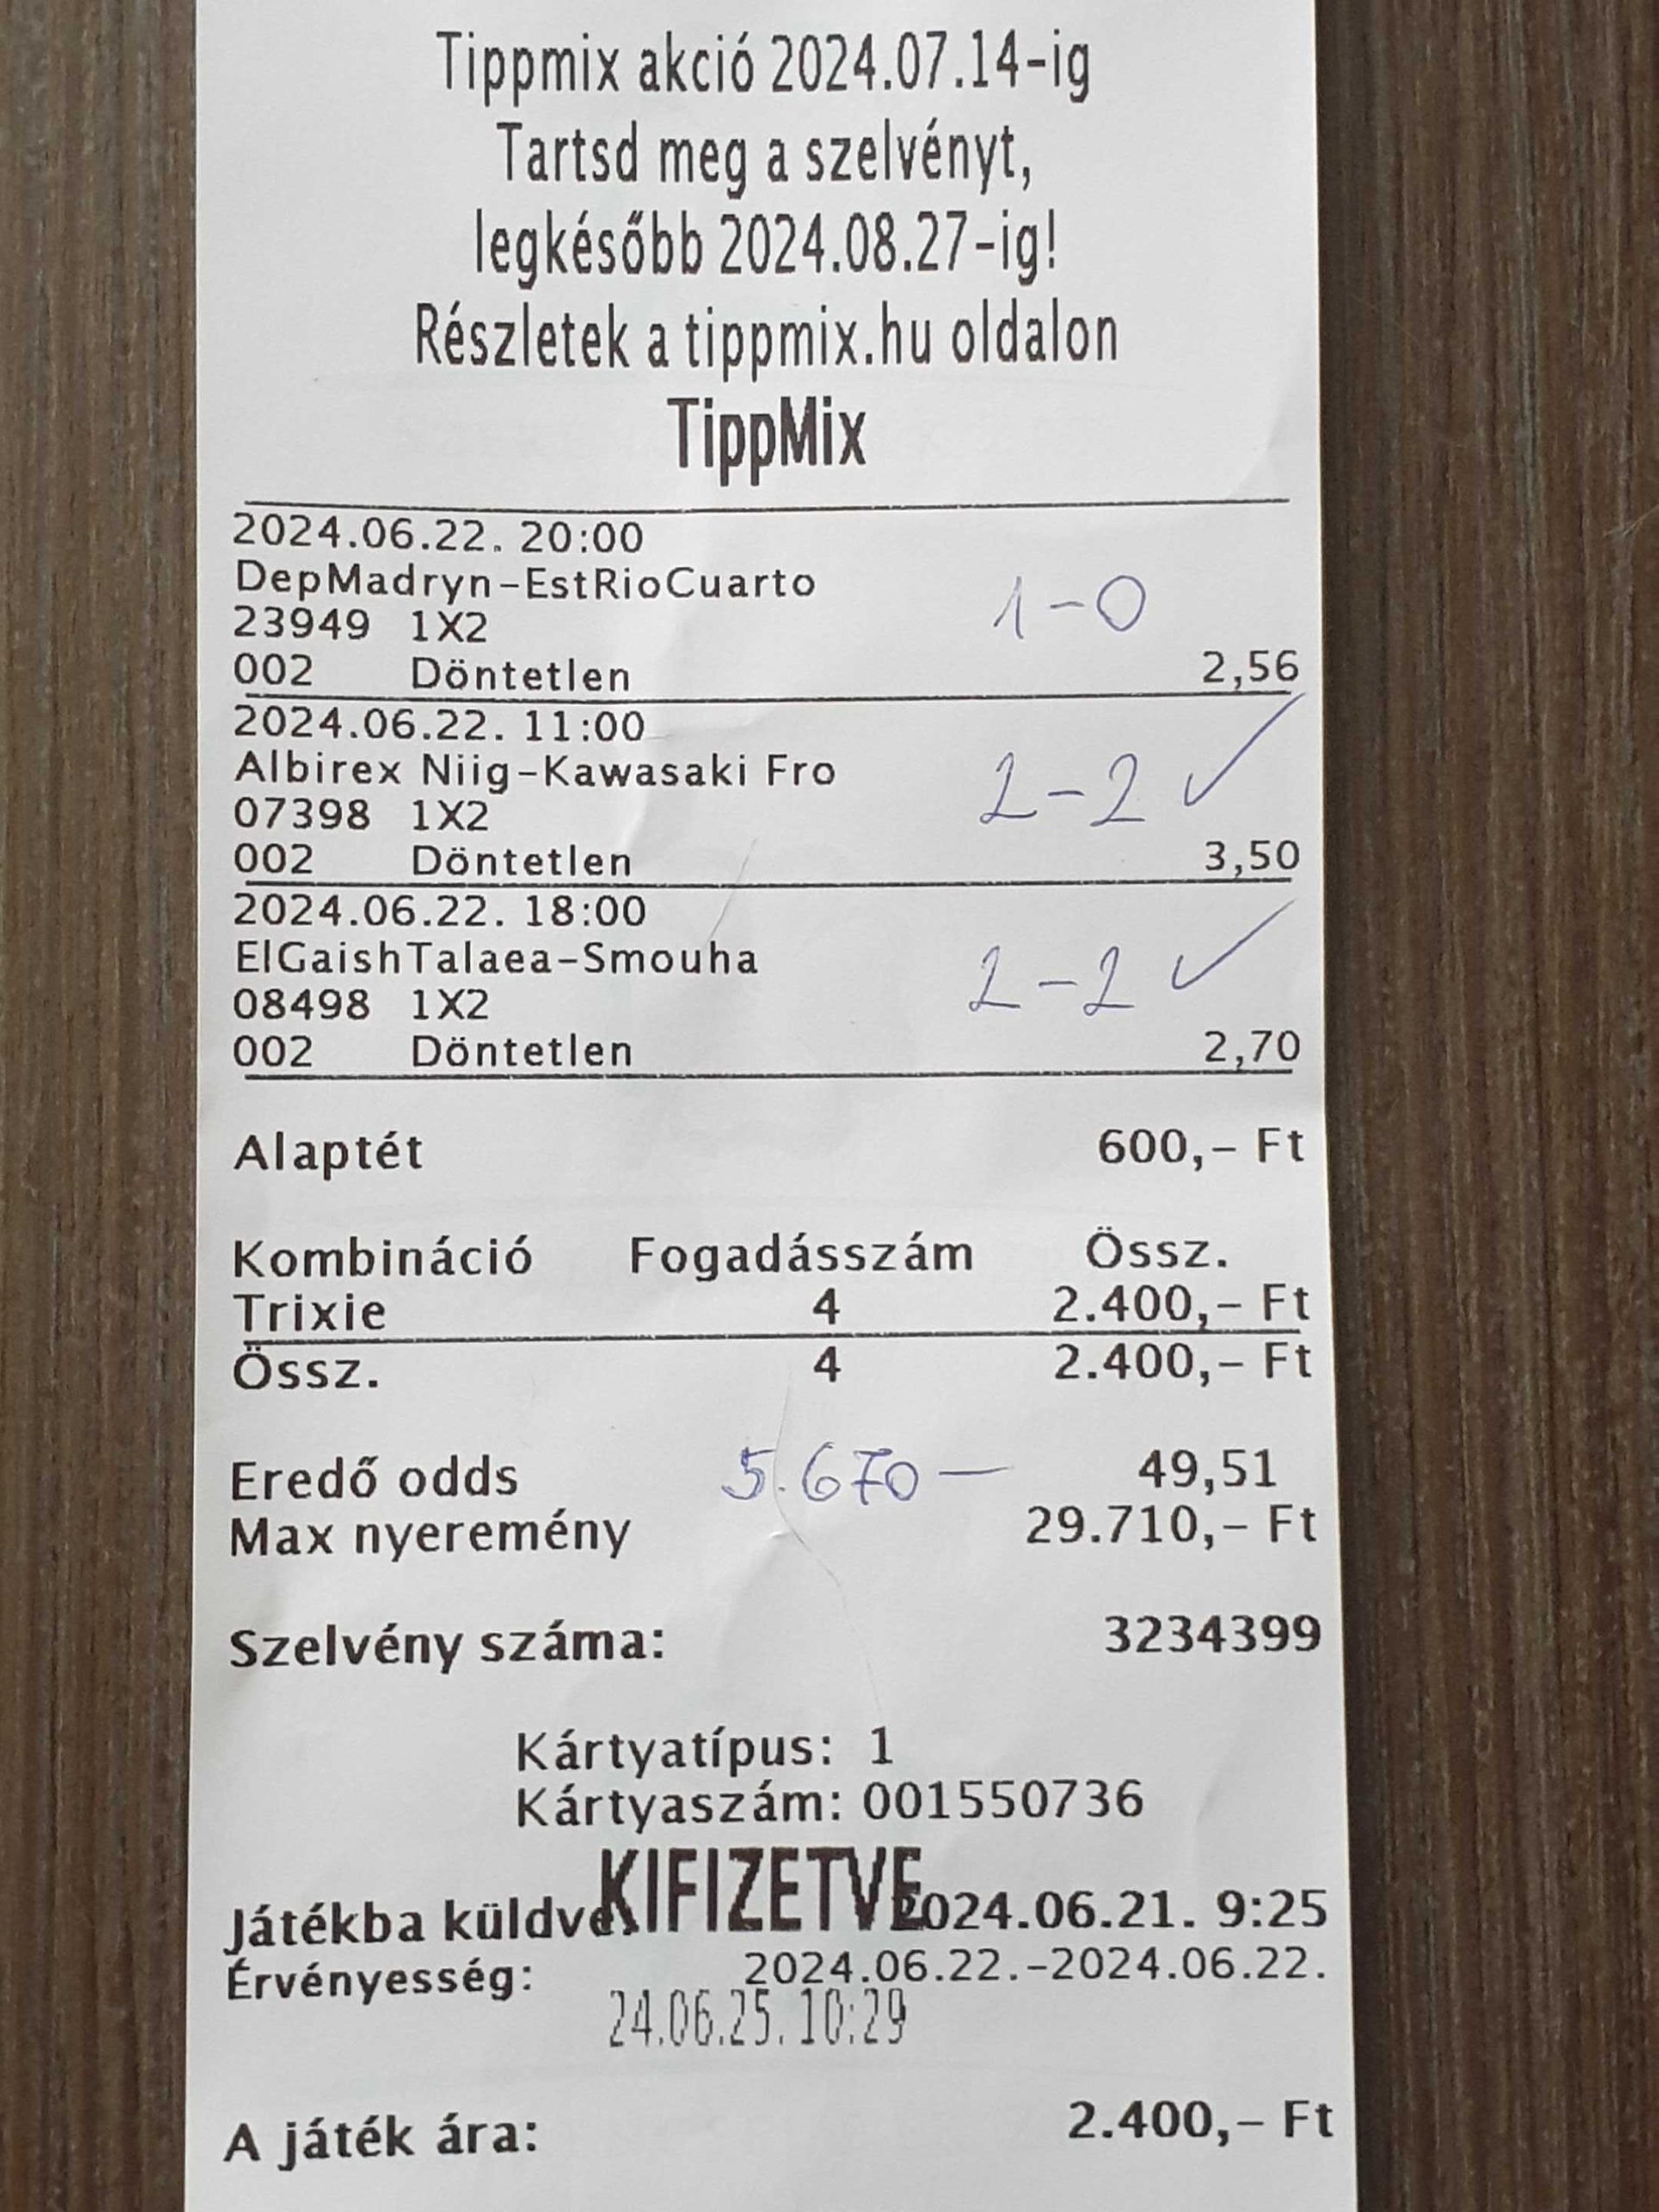 Tippmix akció 2024.07.14-ig
Tartsd meg a szelvényt,
legkésőbb 2024.08.27-ig!
Részletek a tippmix.hu oldalon
TippMix
2024.06.22. 20:00
DepMadryn-EstRioCuarto
1-0
23949 1X2
002 Döntetlen 2,56
2024.06.22. 11:00
Albirex Niig-Kawasaki Fro
2-2 ✓
07398 1X2
002 Döntetlen 3,50
2024.06.22. 18:00
ElGaishTalaea-Smouha
2-2 ✓
08498 1X2
002 Döntetlen 2,70
Alaptét 600,- Ft
Kombináció Fogadásszám Össz.
Trixie 4 2.400,- Ft
Össz. 4 2.400,- Ft
Eredő odds 5.670— 49,51
Max nyeremény 29.710,- Ft
Szelvény száma: 3234399
Kártyatípus: 1
Kártyaszám: 001550736
KIFIZETVE
Játékba küldve: 2024.06.21. 9:25
Érvényesség: 2024.06.22.-2024.06.22.
24.06.25. 10:29
A játék ára: 2.400,- Ft